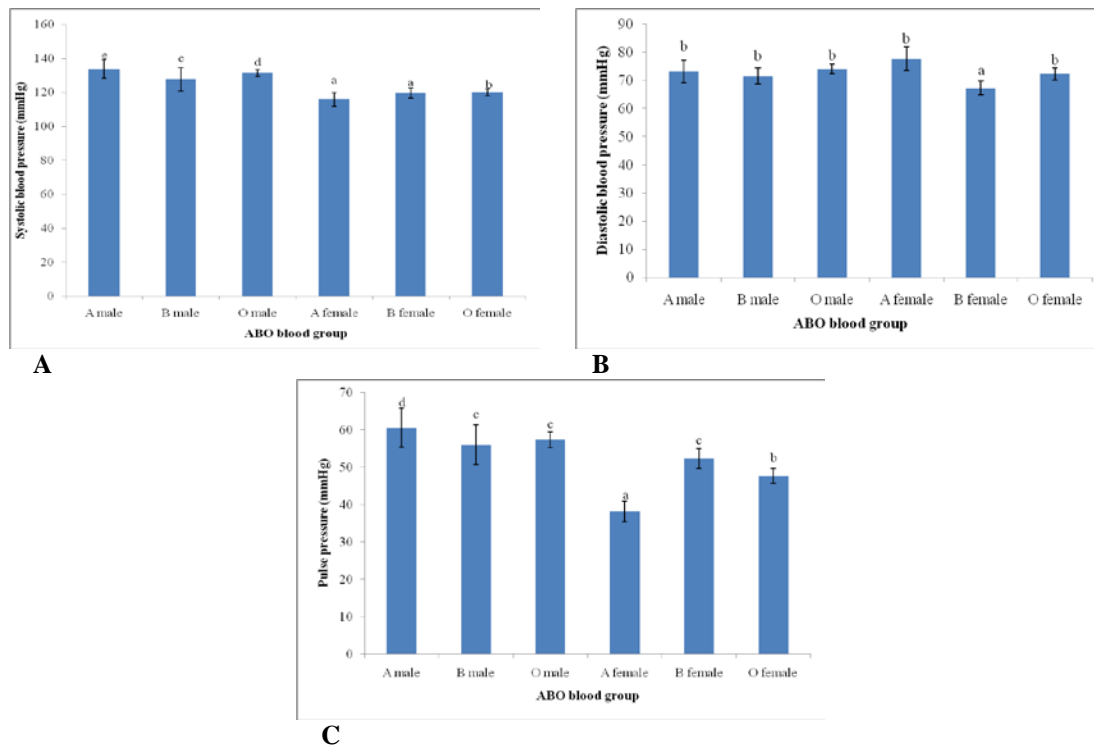 Systolic blood pressure (mmHg)
160
140
120
100
80
60
40
20
0
e
c
d
a
a
b
A male B male O male A female B female O female
ABO blood group
A
Diastolic blood pressure (mmHg)
100
90
80
70
60
50
40
30
20
10
0
b
b
b
b
a
b
A male B male O male A female B female O female
ABO blood group
B
Pulse pressure (mmHg)
70
60
50
40
30
20
10
0
d
c
c
a
c
b
A male B male O male A female B female O female
ABO blood group
C